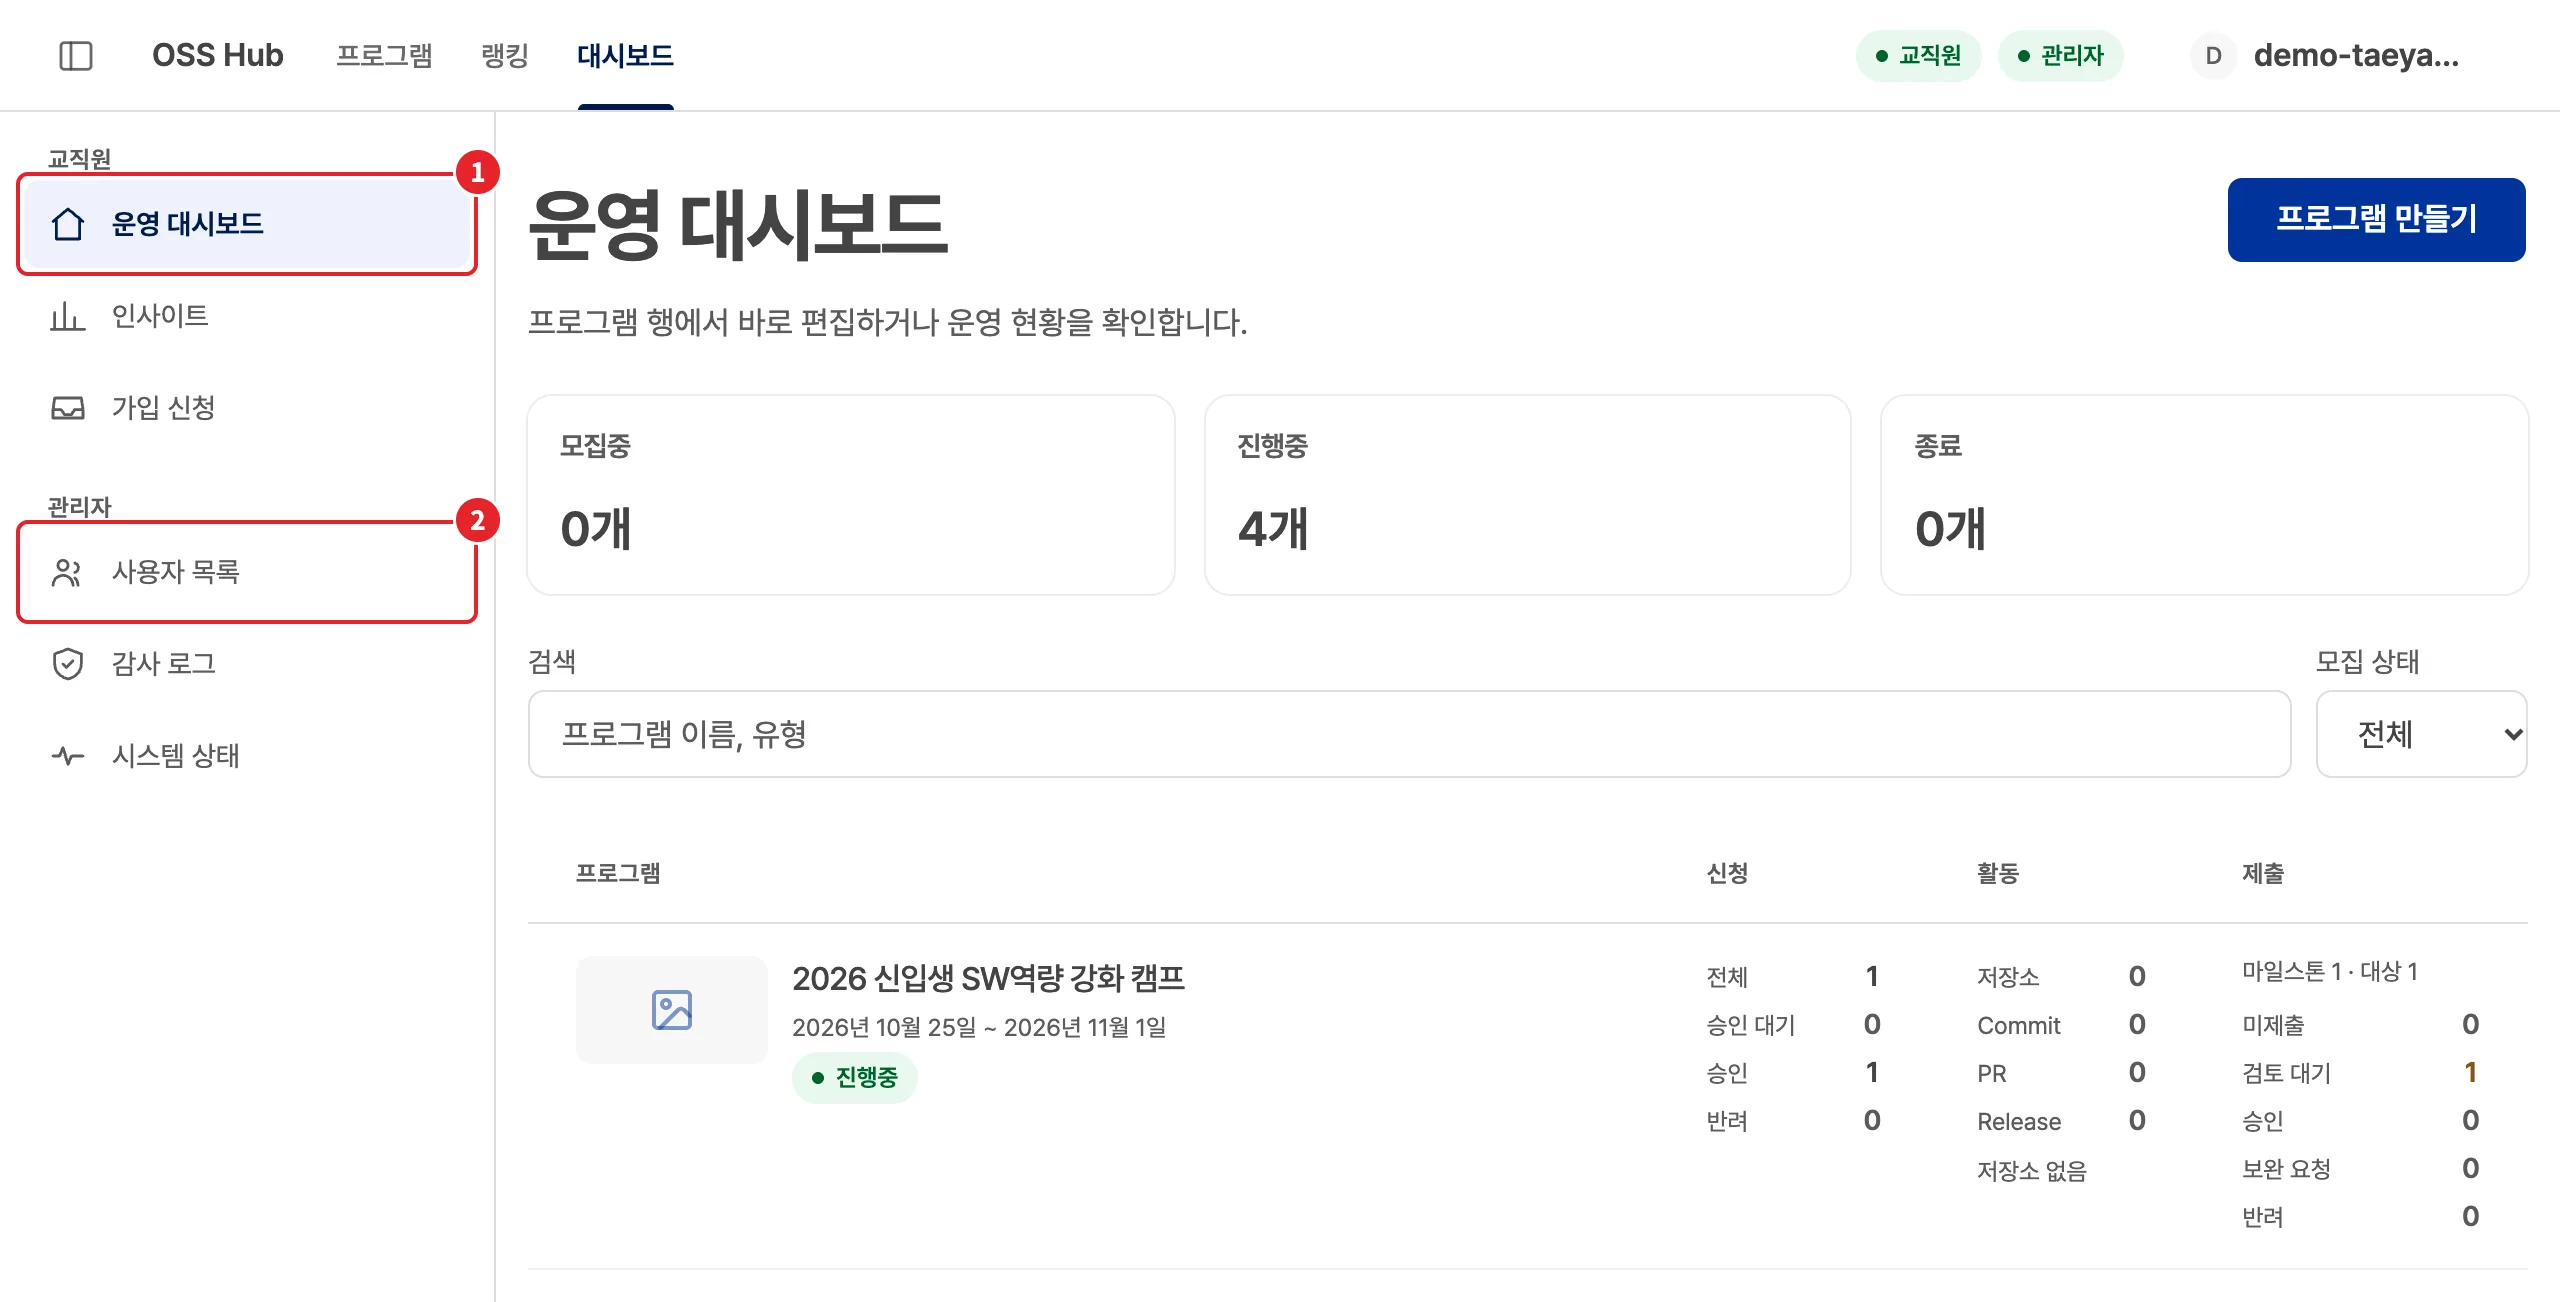 OSS Hub 프로그램 랭킹 대시보드 교직원 관리자 D demo-taeya...
교직원
1
운영 대시보드
인사이트
가입 신청
관리자
2
사용자 목록
감사 로그
시스템 상태
운영 대시보드
프로그램 만들기
프로그램 행에서 바로 편집하거나 운영 현황을 확인합니다.
모집중
0개
진행중
4개
종료
0개
검색
프로그램 이름, 유형
모집 상태
전체
프로그램 신청 활동 제출
2026 신입생 SW역량 강화 캠프
2026년 10월 25일 ~ 2026년 11월 1일
진행중
전체 1
승인 대기 0
승인 1
반려 0
저장소 0
Commit 0
PR 0
Release 0
저장소 없음
마일스톤 1 · 대상 1
미제출 0
검토 대기 1
승인 0
보완 요청 0
반려 0